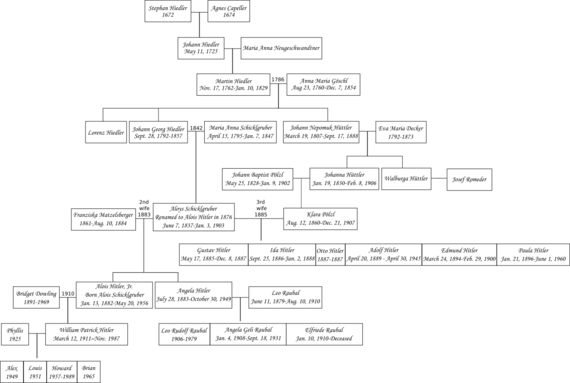 Stephan Hiedler
1672
Agnes Capeller
1674
Johann Hiedler
May 11, 1725
Maria Anna Neugeschwandtner
Martin Hiedler
Nov. 17, 1762-Jan. 10, 1829
1786
Anna Maria Göschl
Aug 23, 1760-Dec. 7, 1854
Lorenz Hiedler
Johann Georg Hiedler
Sept. 28, 1792-1857
1842
Maria Anna Schicklgruber
April 15, 1795-Jan. 7, 1847
Johann Nepomuk Hüttler
March 19, 1807-Sept. 17, 1888
Eva Maria Decker
1792-1873
Johann Baptist Pölzl
May 25, 1828-Jan. 9, 1902
Johanna Hüttler
Jan. 19, 1830-Feb. 8, 1906
Walburga Hüttler
Josef Romeder
Franziska Matzelsberger
1861-Aug. 10, 1884
2nd
wife
1883
Aloys Schicklgruber
Renamed to Alois Hitler in 1876
June 7, 1837-Jan. 3, 1903
3rd
wife
1885
Klara Pölzl
Aug. 12, 1860-Dec. 21, 1907
Gustav Hitler
May 17, 1885-Dec. 8, 1887
Ida Hitler
Sept. 23, 1886-Jan. 2, 1888
Otto Hitler
1887-1887
Adolf Hitler
April 20, 1889 - April 30, 1945
Edmund Hitler
March 24, 1894-Feb. 29, 1900
Paula Hitler
Jan. 21, 1896-June 1, 1960
Bridget Dowling
1891-1969
1910
Alois Hitler, Jr.
Born Alois Schicklgruber
Jan. 13, 1882-May 20, 1956
Angela Hitler
July 28, 1883-October 30, 1949
Leo Raubal
June 11, 1879-Aug. 10, 1910
Phyllis
1925
William Patrick Hitler
March 12, 1911–Nov. 1987
Leo Rudolf Raubal
1906-1979
Angela Geli Raubal
Jan. 4, 1908-Sept. 18, 1931
Elfriede Raubal
Jan. 10, 1910-Deceased
Alex
1949
Louis
1951
Howard
1957-1989
Brian
1965